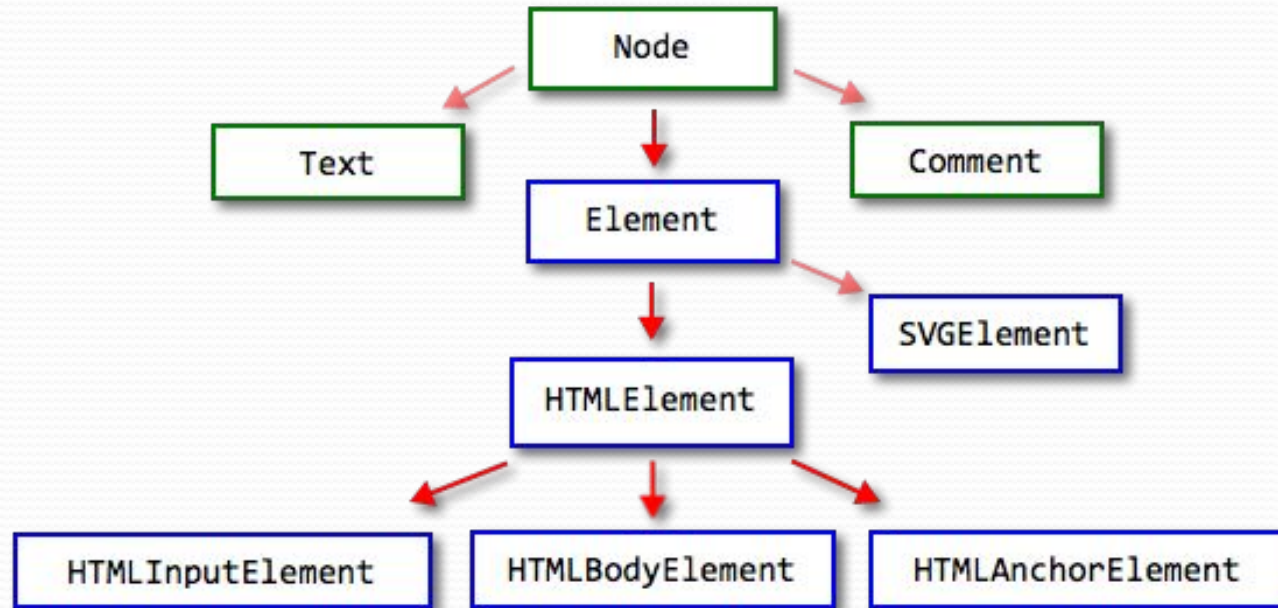 Node
Text
Comment
Element
SVGElement
HTMLElement
HTMLInputElement
HTMLBodyElement
HTMLAnchorElement